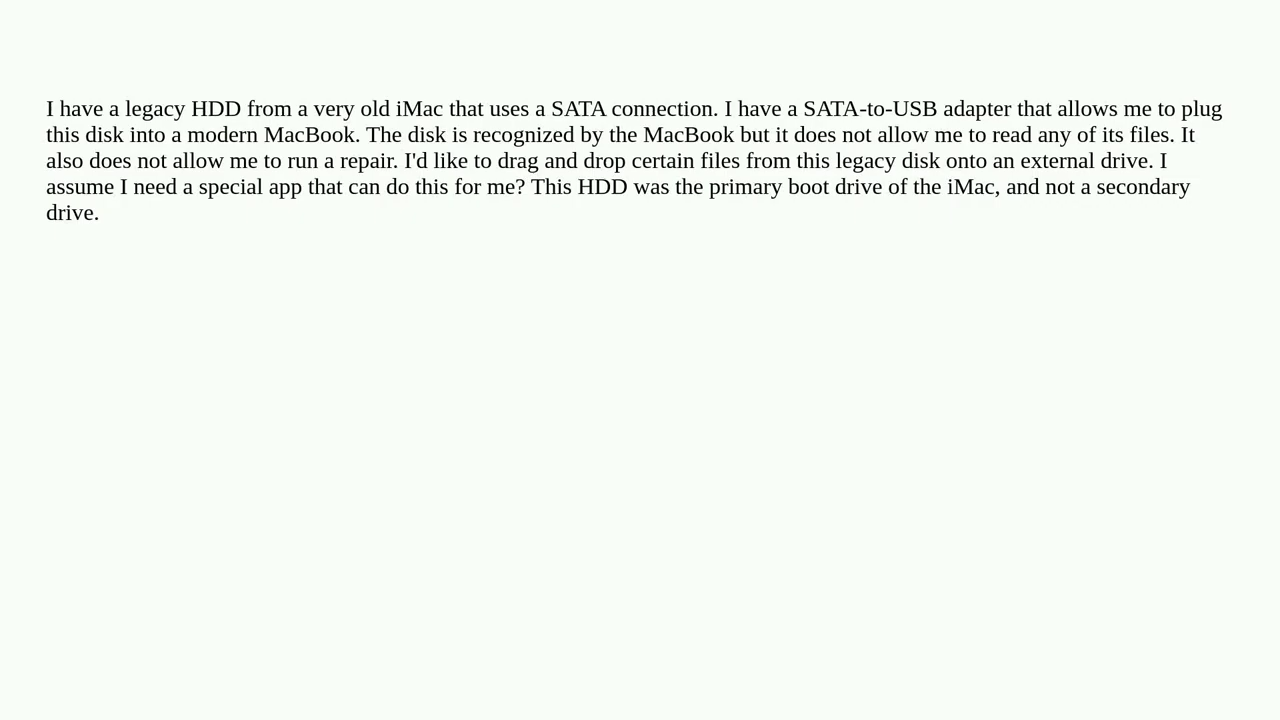 I have a legacy HDD from a very old iMac that uses a SATA connection. I have a SATA-to-USB adapter that allows me to plug
this disk into a modern MacBook. The disk is recognized by the MacBook but it does not allow me to read any of its files. It
also does not allow me to run a repair. I'd like to drag and drop certain files from this legacy disk onto an external drive. I
assume I need a special app that can do this for me? This HDD was the primary boot drive of the iMac, and not a secondary
drive.